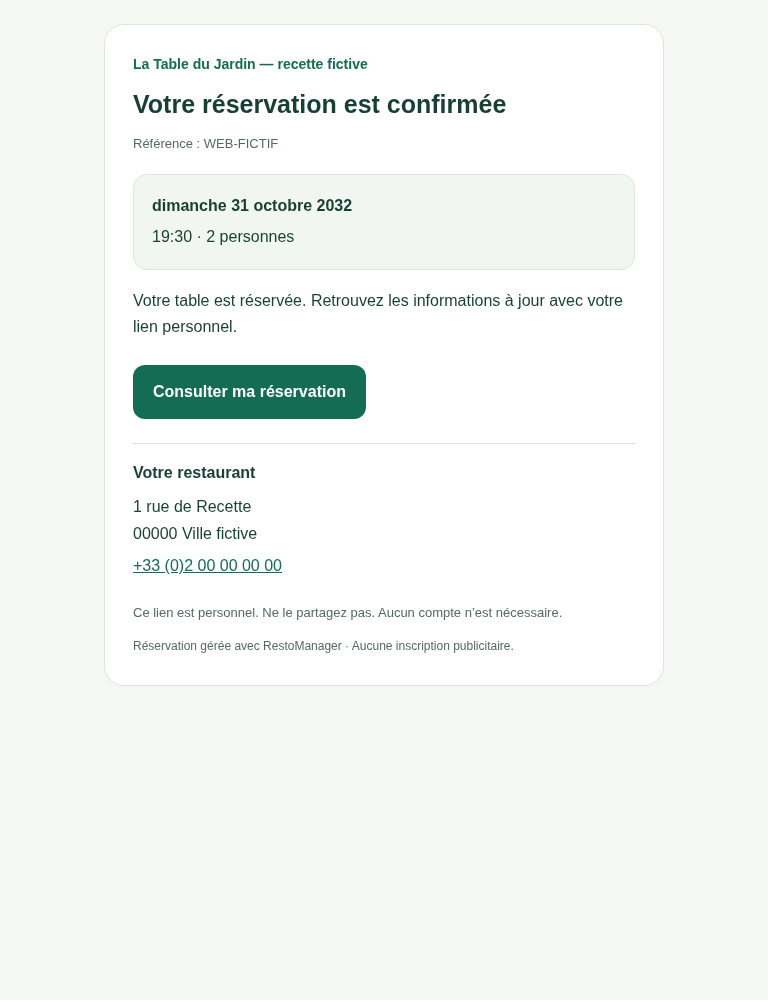 La Table du Jardin — recette fictive
Votre réservation est confirmée
Référence : WEB-FICTIF
dimanche 31 octobre 2032
19:30 · 2 personnes
Votre table est réservée. Retrouvez les informations à jour avec votre
lien personnel.
Consulter ma réservation
Votre restaurant
1 rue de Recette
00000 Ville fictive
+33 (0)2 00 00 00 00
Ce lien est personnel. Ne le partagez pas. Aucun compte n’est nécessaire.
Réservation gérée avec RestoManager · Aucune inscription publicitaire.